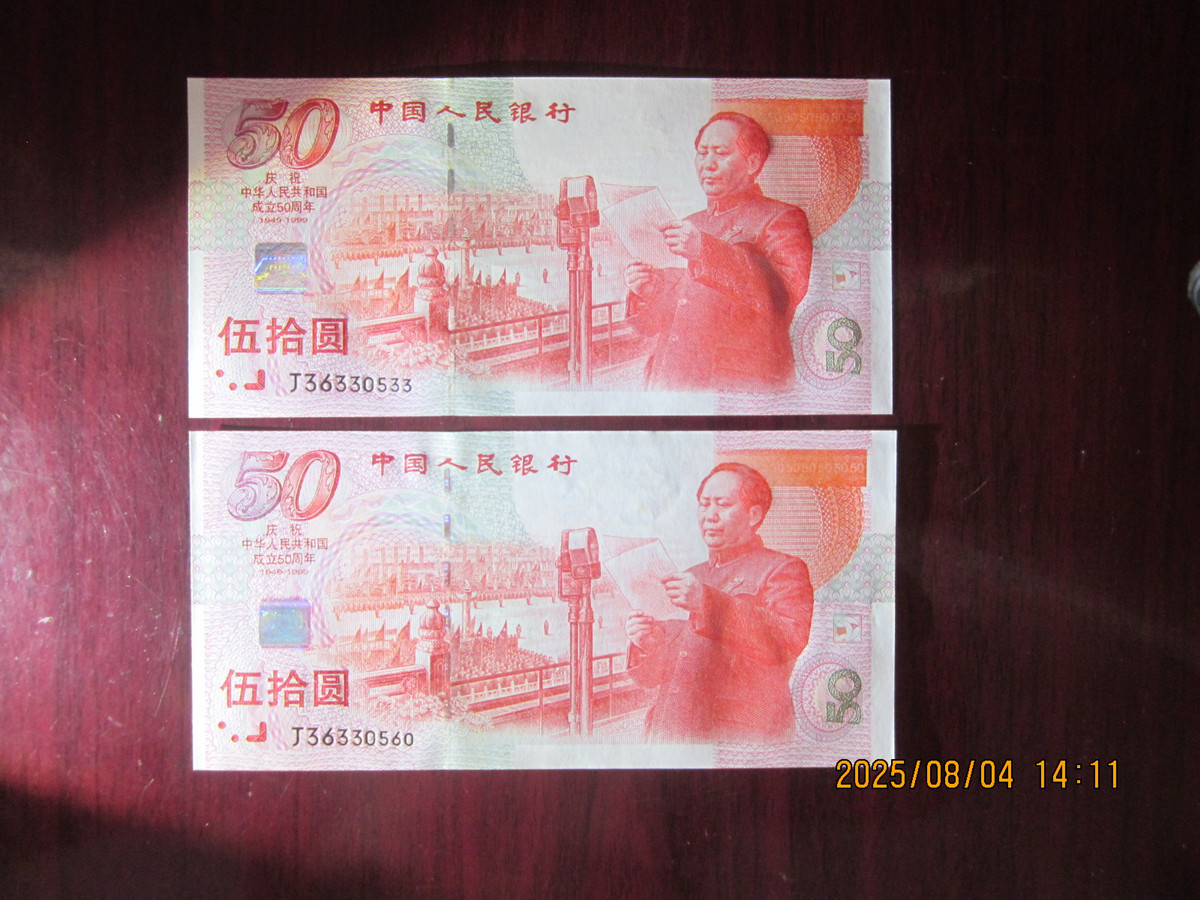 50
中国人民银行
庆祝
中华人民共和国
成立50周年
1949-1999
伍拾圆
J36330533
50
50
中国人民银行
庆祝
中华人民共和国
成立50周年
1949-1999
伍拾圆
J36330560
50
2025/08/04 14:11